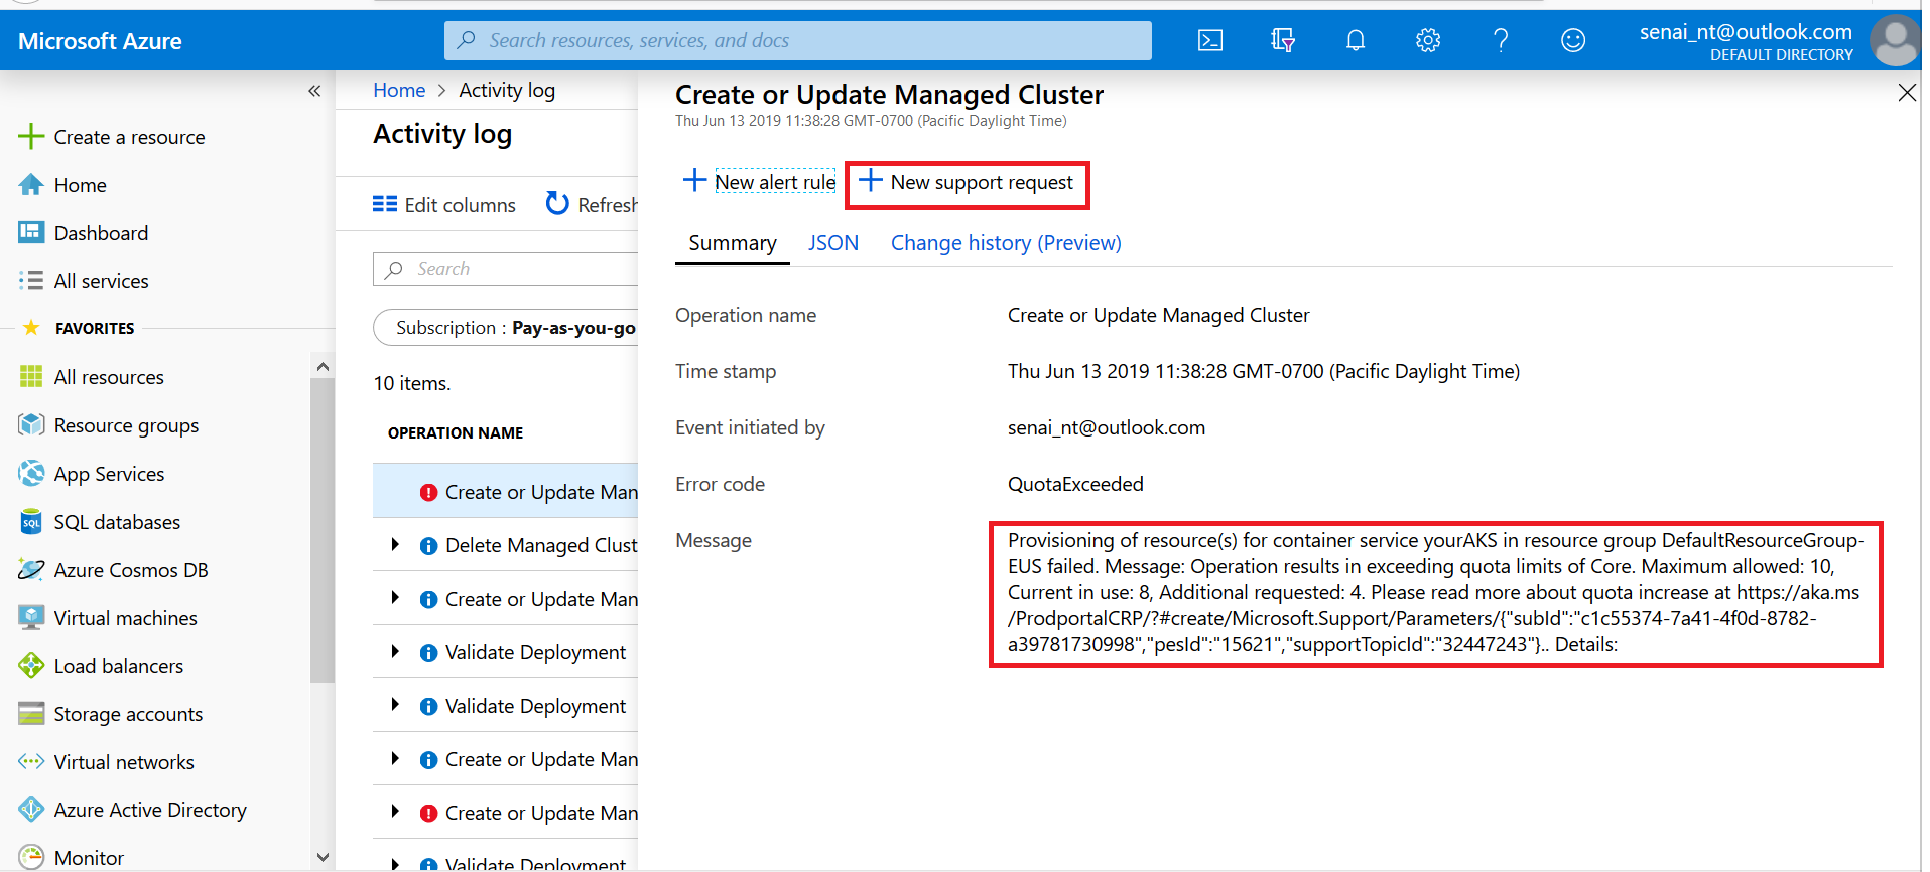 Microsoft Azure
Search resources, services, and docs
senai_nt@outlook.com
DEFAULT DIRECTORY
Create a resource
Home
Dashboard
All services
FAVORITES
All resources
Resource groups
App Services
SQL
SQL databases
Azure Cosmos DB
Virtual machines
Load balancers
Storage accounts
Virtual networks
Azure Active Directory
Monitor
Home > Activity log
Activity log
Edit columns
Refresh
Search
Subscription : Pay-as-you-go
10 items.
OPERATION NAME
Create or Update Man
Delete Managed Clust
Create or Update Man
Validate Deployment
Validate Deployment
Create or Update Man
Create or Update Man
Validate Deployment
Create or Update Managed Cluster
Thu Jun 13 2019 11:38:28 GMT-0700 (Pacific Daylight Time)
New alert rule
New support request
Summary JSON Change history (Preview)
Operation name Create or Update Managed Cluster
Time stamp Thu Jun 13 2019 11:38:28 GMT-0700 (Pacific Daylight Time)
Event initiated by senai_nt@outlook.com
Error code QuotaExceeded
Message
Provisioning of resource(s) for container service yourAKS in resource group DefaultResourceGroup-
EUS failed. Message: Operation results in exceeding quota limits of Core. Maximum allowed: 10,
Current in use: 8, Additional requested: 4. Please read more about quota increase at https://aka.ms
/ProdportalCRP/?#create/Microsoft.Support/Parameters/{"subId":"c1c55374-7a41-4f0d-8782-
a39781730998","pesId":"15621","supportTopicId":"32447243"}.. Details: